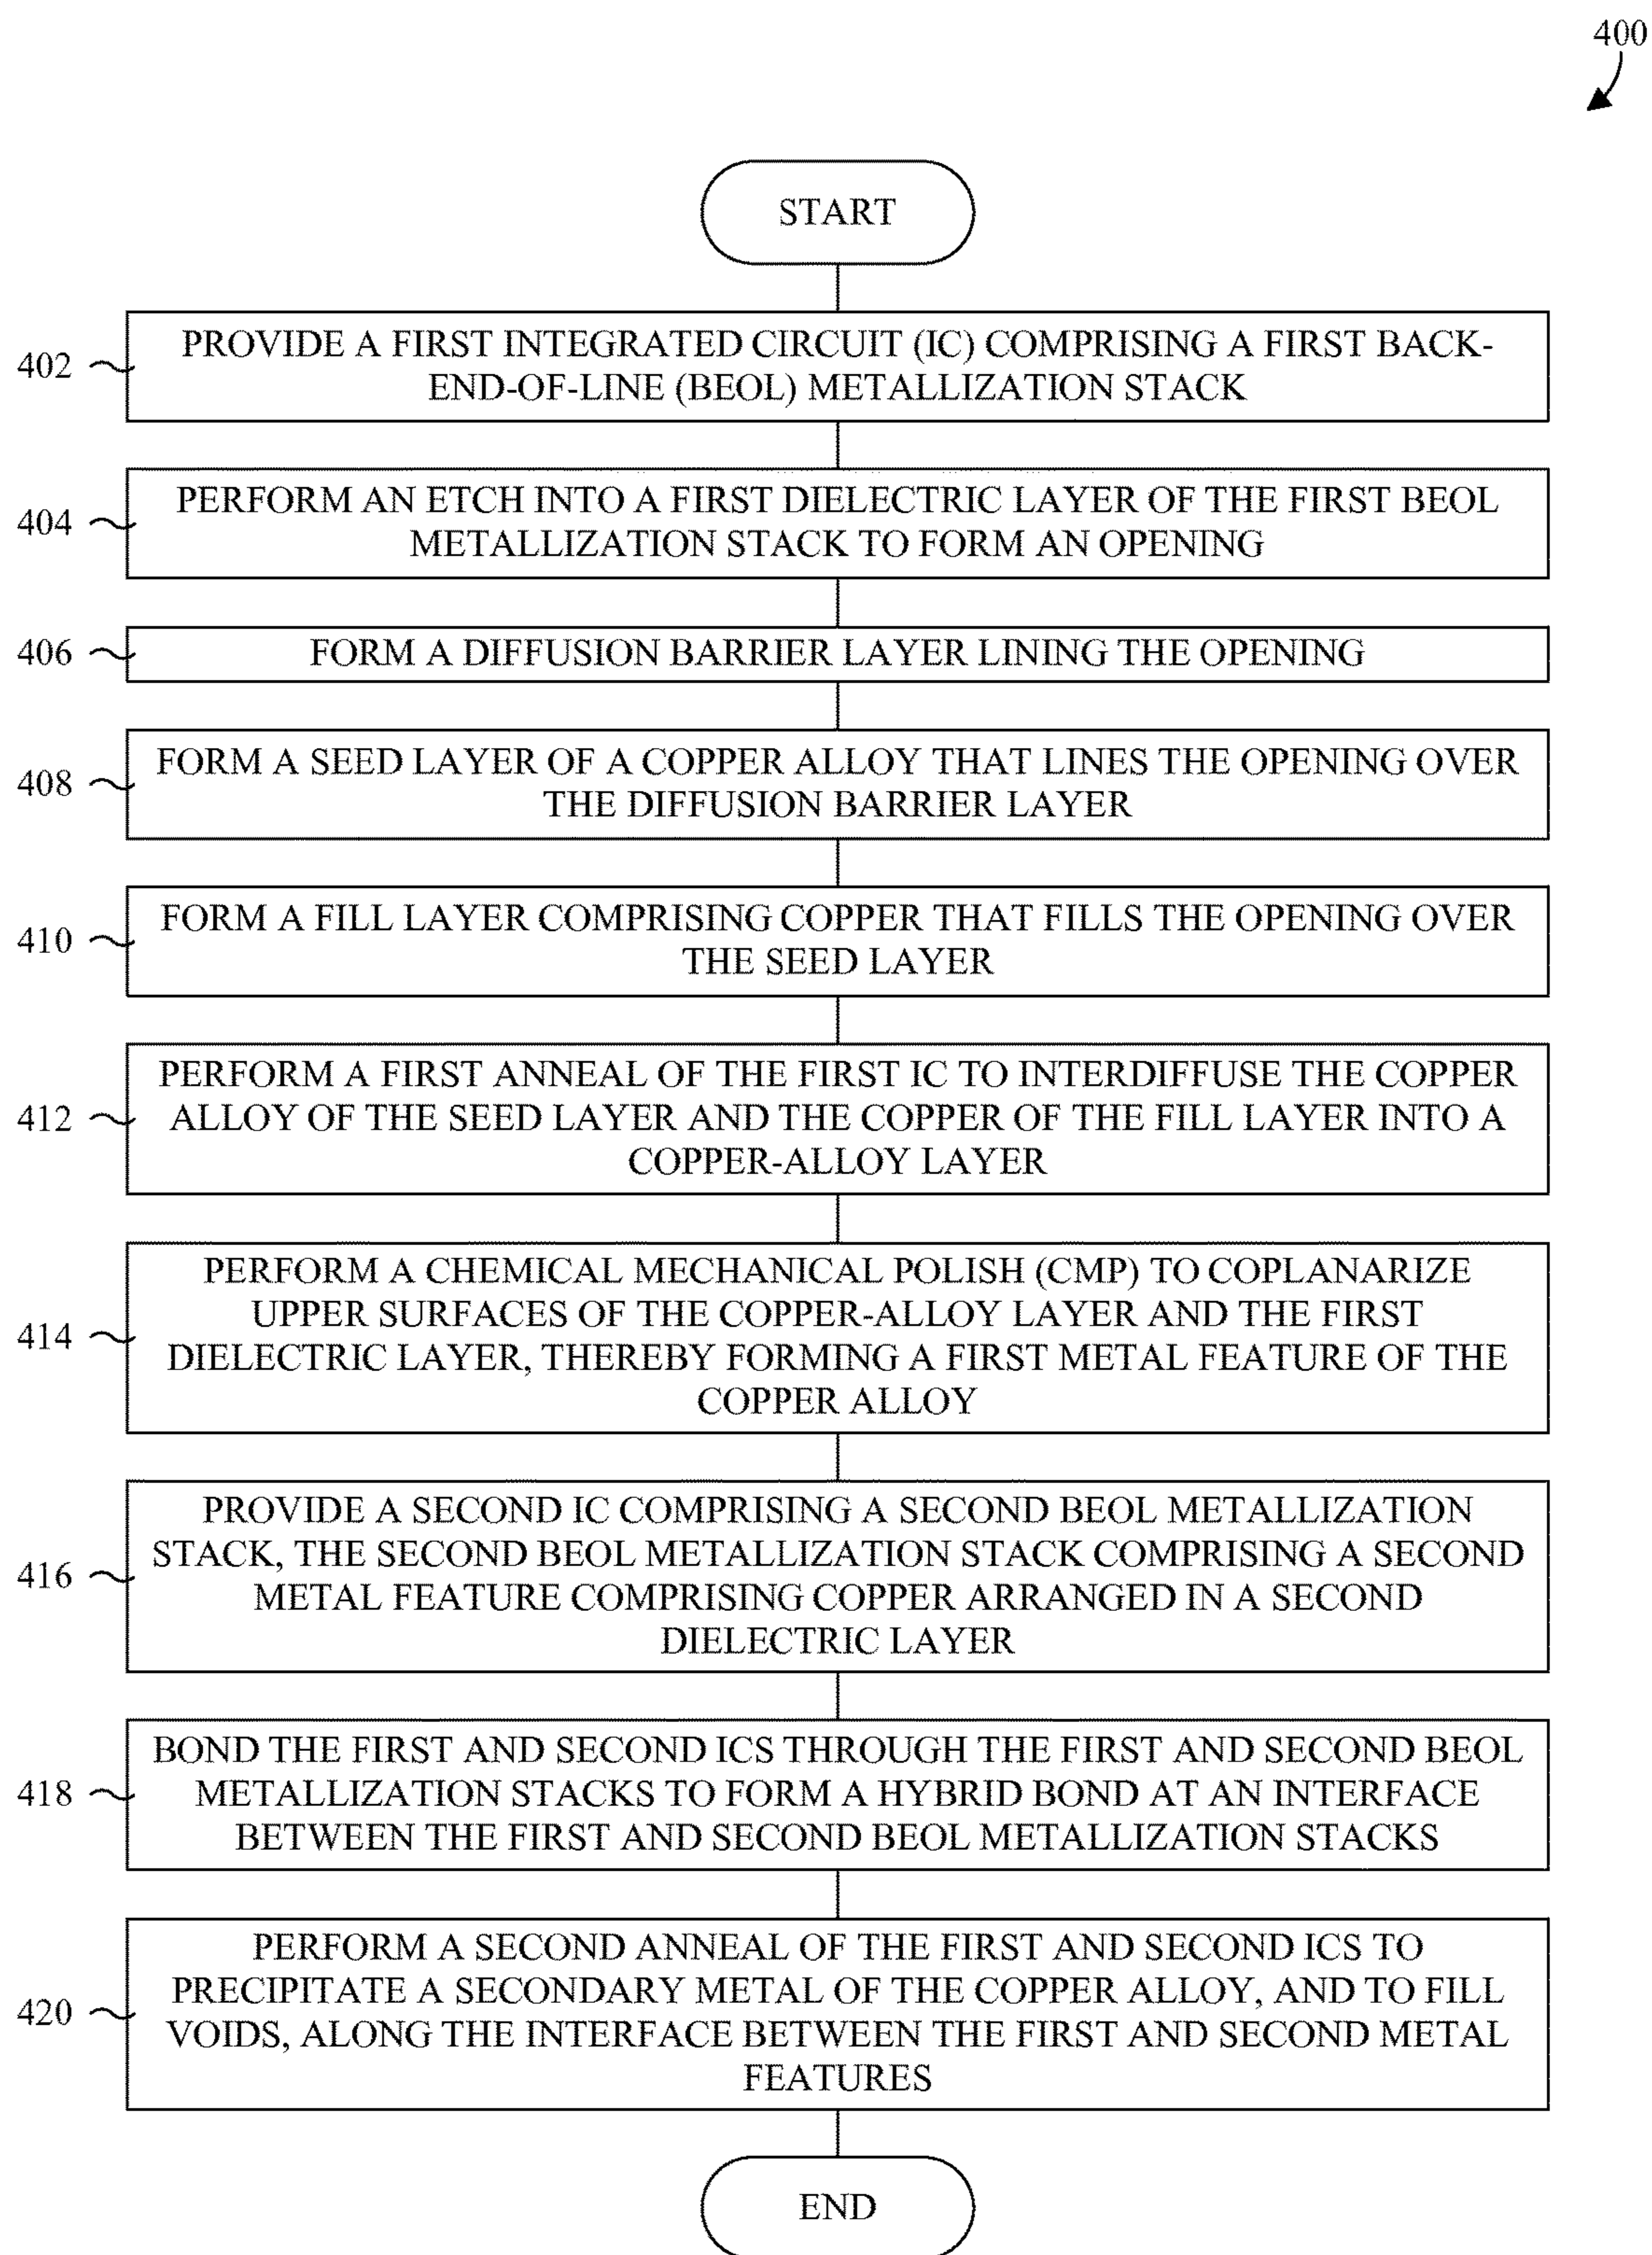 400
START
402
PROVIDE A FIRST INTEGRATED CIRCUIT (IC) COMPRISING A FIRST BACK-
END-OF-LINE (BEOL) METALLIZATION STACK
404
PERFORM AN ETCH INTO A FIRST DIELECTRIC LAYER OF THE FIRST BEOL
METALLIZATION STACK TO FORM AN OPENING
406
FORM A DIFFUSION BARRIER LAYER LINING THE OPENING
408
FORM A SEED LAYER OF A COPPER ALLOY THAT LINES THE OPENING OVER
THE DIFFUSION BARRIER LAYER
410
FORM A FILL LAYER COMPRISING COPPER THAT FILLS THE OPENING OVER
THE SEED LAYER
412
PERFORM A FIRST ANNEAL OF THE FIRST IC TO INTERDIFFUSE THE COPPER
ALLOY OF THE SEED LAYER AND THE COPPER OF THE FILL LAYER INTO A
COPPER-ALLOY LAYER
414
PERFORM A CHEMICAL MECHANICAL POLISH (CMP) TO COPLANARIZE
UPPER SURFACES OF THE COPPER-ALLOY LAYER AND THE FIRST
DIELECTRIC LAYER, THEREBY FORMING A FIRST METAL FEATURE OF THE
COPPER ALLOY
416
PROVIDE A SECOND IC COMPRISING A SECOND BEOL METALLIZATION
STACK, THE SECOND BEOL METALLIZATION STACK COMPRISING A SECOND
METAL FEATURE COMPRISING COPPER ARRANGED IN A SECOND
DIELECTRIC LAYER
418
BOND THE FIRST AND SECOND ICS THROUGH THE FIRST AND SECOND BEOL
METALLIZATION STACKS TO FORM A HYBRID BOND AT AN INTERFACE
BETWEEN THE FIRST AND SECOND BEOL METALLIZATION STACKS
420
PERFORM A SECOND ANNEAL OF THE FIRST AND SECOND ICS TO
PRECIPITATE A SECONDARY METAL OF THE COPPER ALLOY, AND TO FILL
VOIDS, ALONG THE INTERFACE BETWEEN THE FIRST AND SECOND METAL
FEATURES
END